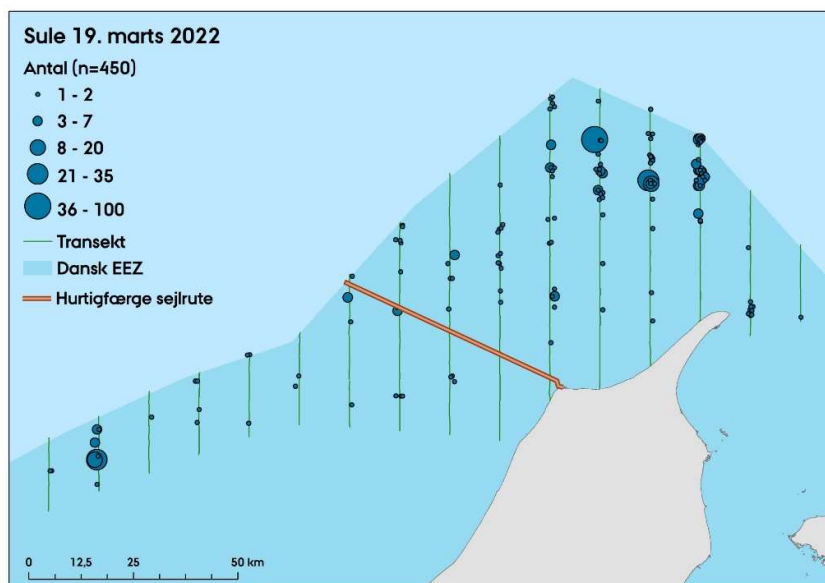 Sule 19. marts 2022
Antal (n=450)
1 - 2
3 - 7
8 - 20
21 - 35
36 - 100
Transekt
Dansk EEZ
Hurtigfærge sejlrute
0 12,5 25 50 km